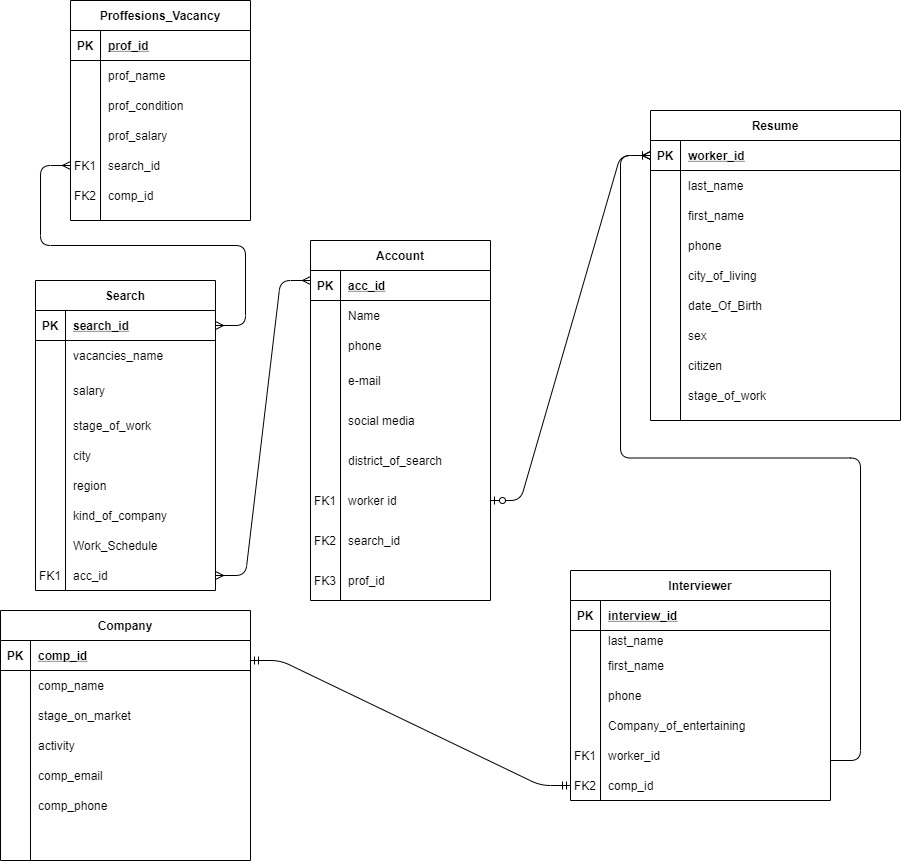 Proffesions_Vacancy
PK prof_id
prof_name
prof_condition
prof_salary
FK1 search_id
FK2 comp_id
Resume
PK worker_id
last_name
first_name
phone
city_of_living
date_Of_Birth
sex
citizen
stage_of_work
Account
PK acc_id
Name
phone
e-mail
social media
district_of_search
FK1 worker id
FK2 search_id
FK3 prof_id
Search
PK search_id
vacancies_name
salary
stage_of_work
city
region
kind_of_company
Work_Schedule
FK1 acc_id
Interviewer
PK interview_id
last_name
first_name
phone
Company_of_entertaining
FK1 worker_id
FK2 comp_id
Company
PK comp_id
comp_name
stage_on_market
activity
comp_email
comp_phone